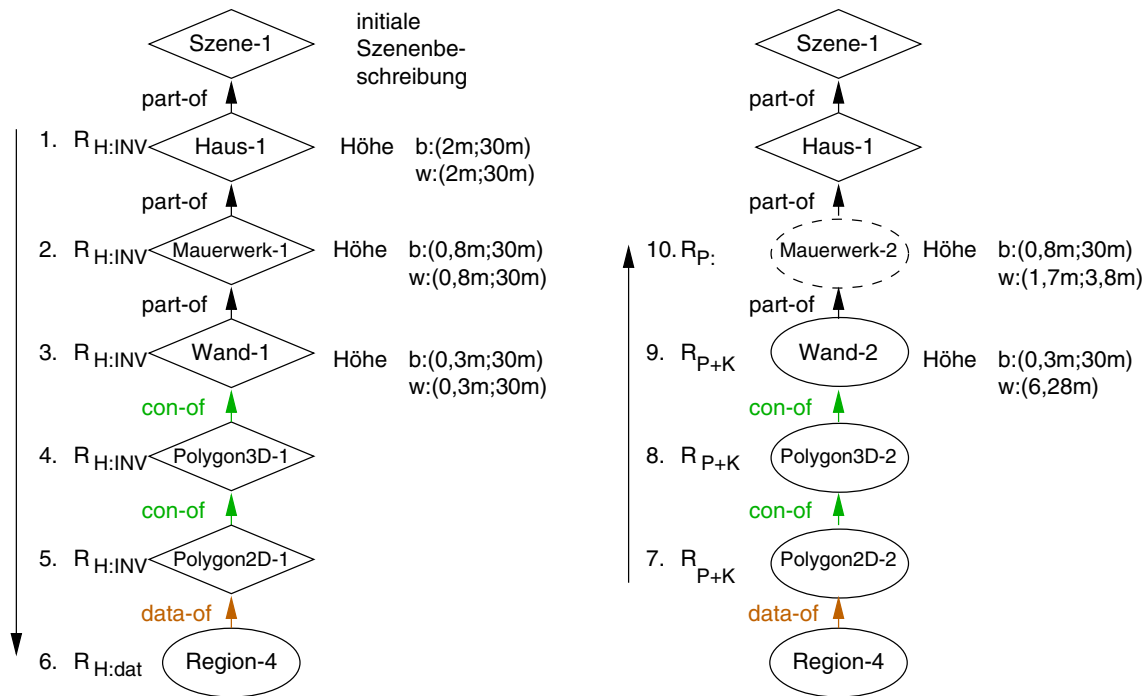 Szene-1
initiale
Szenenbe-
schreibung
part-of
1. R H:INV Haus-1 Höhe b:(2m;30m)
w:(2m;30m)
part-of
2. R H:INV Mauerwerk-1 Höhe b:(0,8m;30m)
w:(0,8m;30m)
part-of
3. R H:INV Wand-1 Höhe b:(0,3m;30m)
w:(0,3m;30m)
con-of
4. R H:INV Polygon3D-1
con-of
5. R H:INV Polygon2D-1
data-of
6. R H:dat Region-4
Szene-1
part-of
Haus-1
part-of
10. R P: Mauerwerk-2 Höhe b:(0,8m;30m)
w:(1,7m;3,8m)
part-of
9. R P+K Wand-2 Höhe b:(0,3m;30m)
w:(6,28m)
con-of
8. R P+K Polygon3D-2
con-of
7. R P+K Polygon2D-2
data-of
Region-4